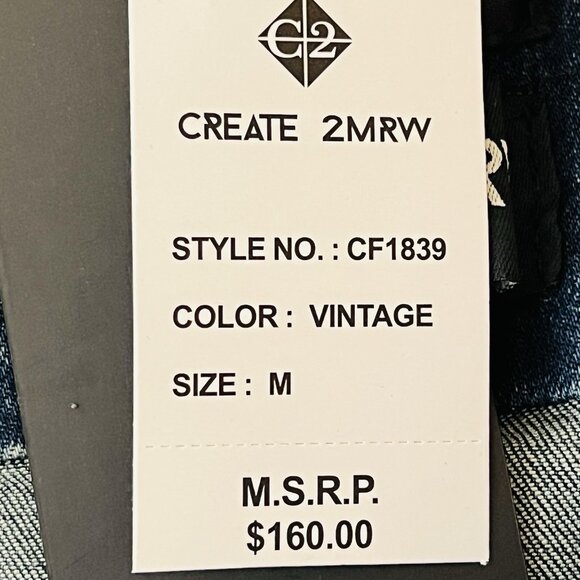 C2
CREATE 2MRW
STYLE NO. : CF1839
COLOR : VINTAGE
SIZE : M
M.S.R.P.
$160.00